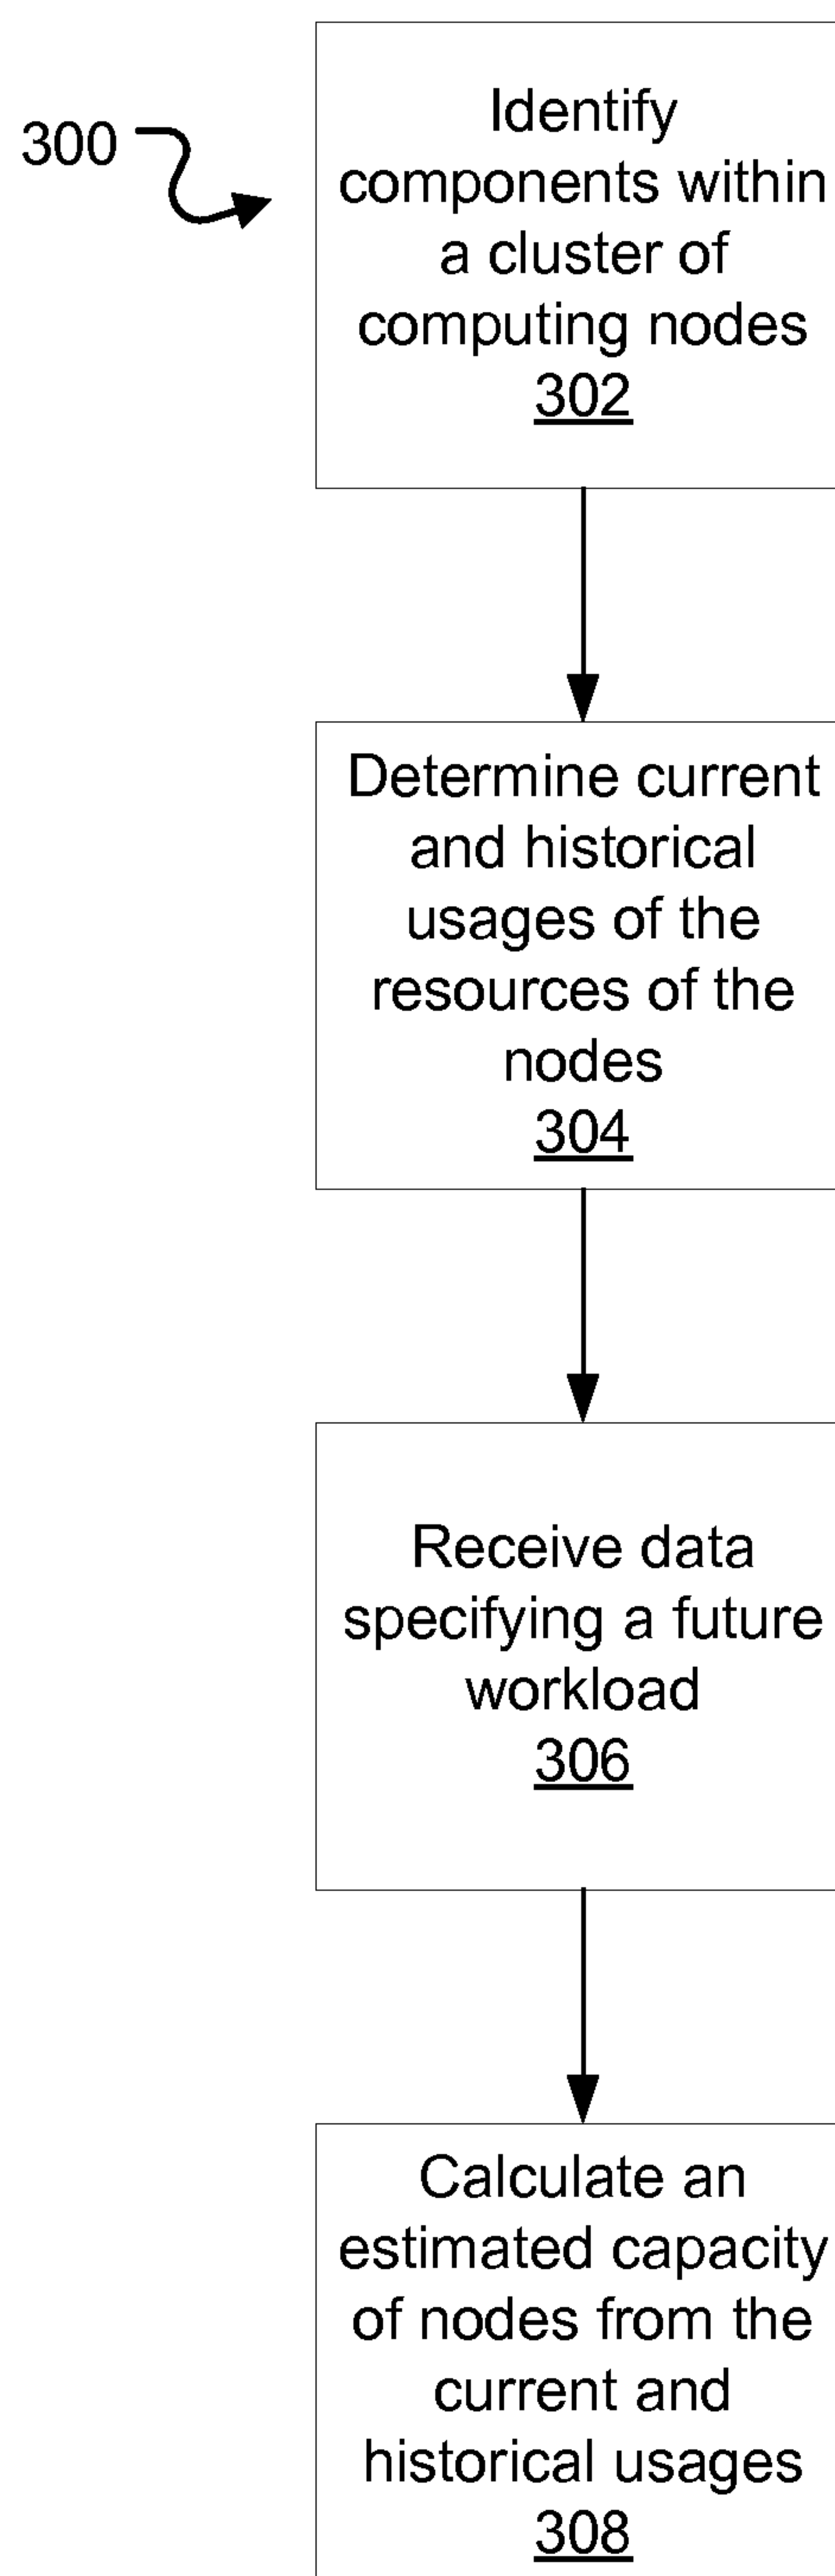 300
Identify
components within
a cluster of
computing nodes
302
Determine current
and historical
usages of the
resources of the
nodes
304
Receive data
specifying a future
workload
306
Calculate an
estimated capacity
of nodes from the
current and
historical usages
308